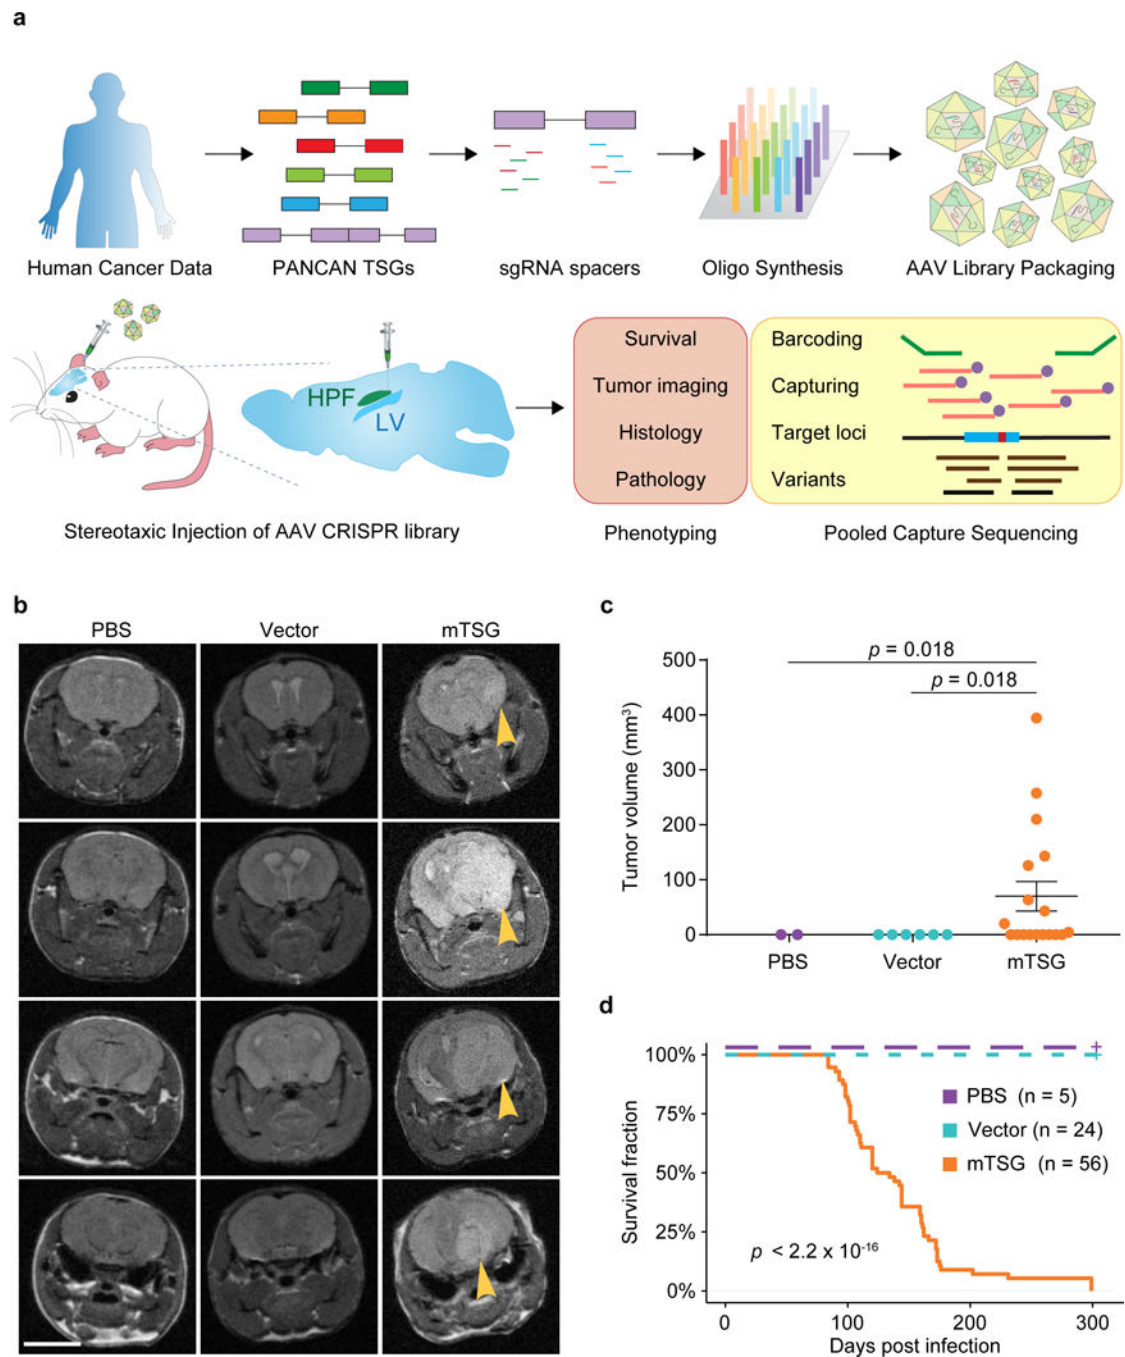 a
Human Cancer Data
PANCAN TSGs
sgRNA spacers
Oligo Synthesis
AAV Library Packaging
HPF
LV
Stereotaxic Injection of AAV CRISPR library
Survival
Tumor imaging
Histology
Pathology
Phenotyping
Barcoding
Capturing
Target loci
Variants
Pooled Capture Sequencing
b
PBS
Vector
mTSG
c
p = 0.018
p = 0.018
Tumor volume (mm³)
500
400
300
200
100
0
PBS
Vector
mTSG
d
Survival fraction
100%
75%
50%
25%
0%
PBS (n = 5)
Vector (n = 24)
mTSG (n = 56)
p < 2.2 x 10⁻¹⁶
0
100
200
300
Days post infection